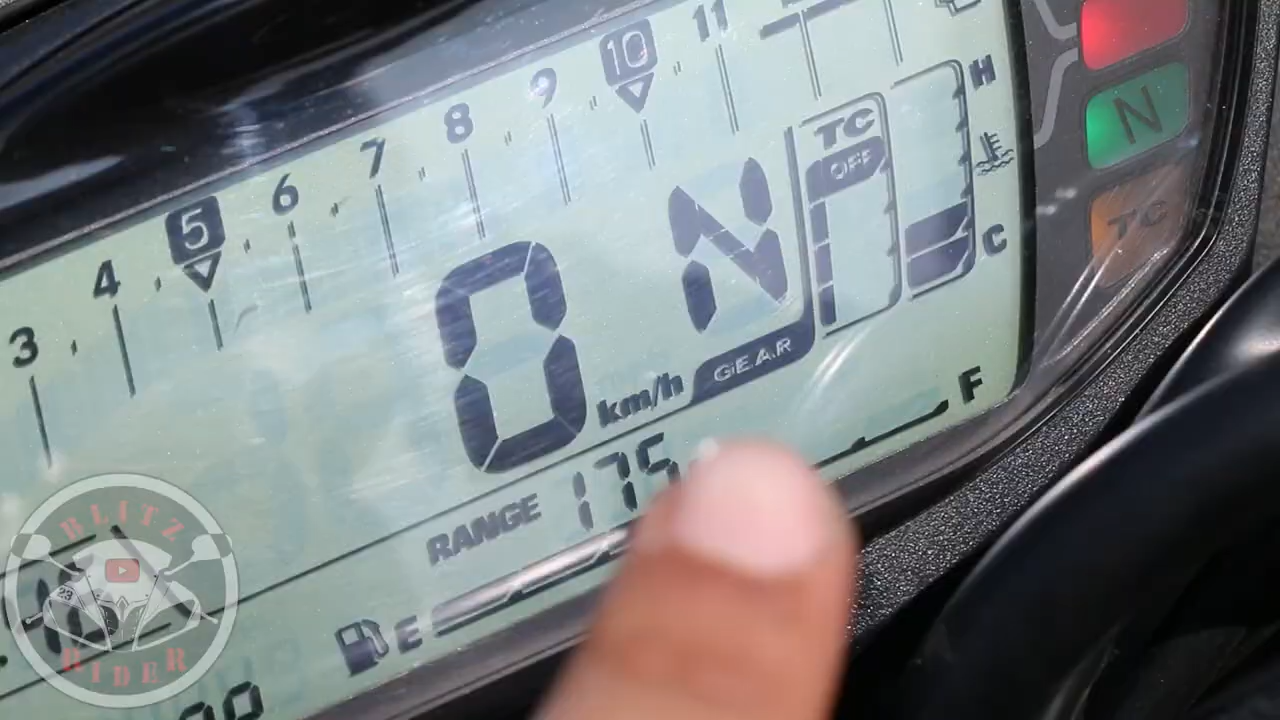 3 4 5 6 7 8 9 10 11
TC
OFF
H
N
TC
C
0 km/h
N
GEAR
RANGE 175
E
F
BLITZ
RIDER